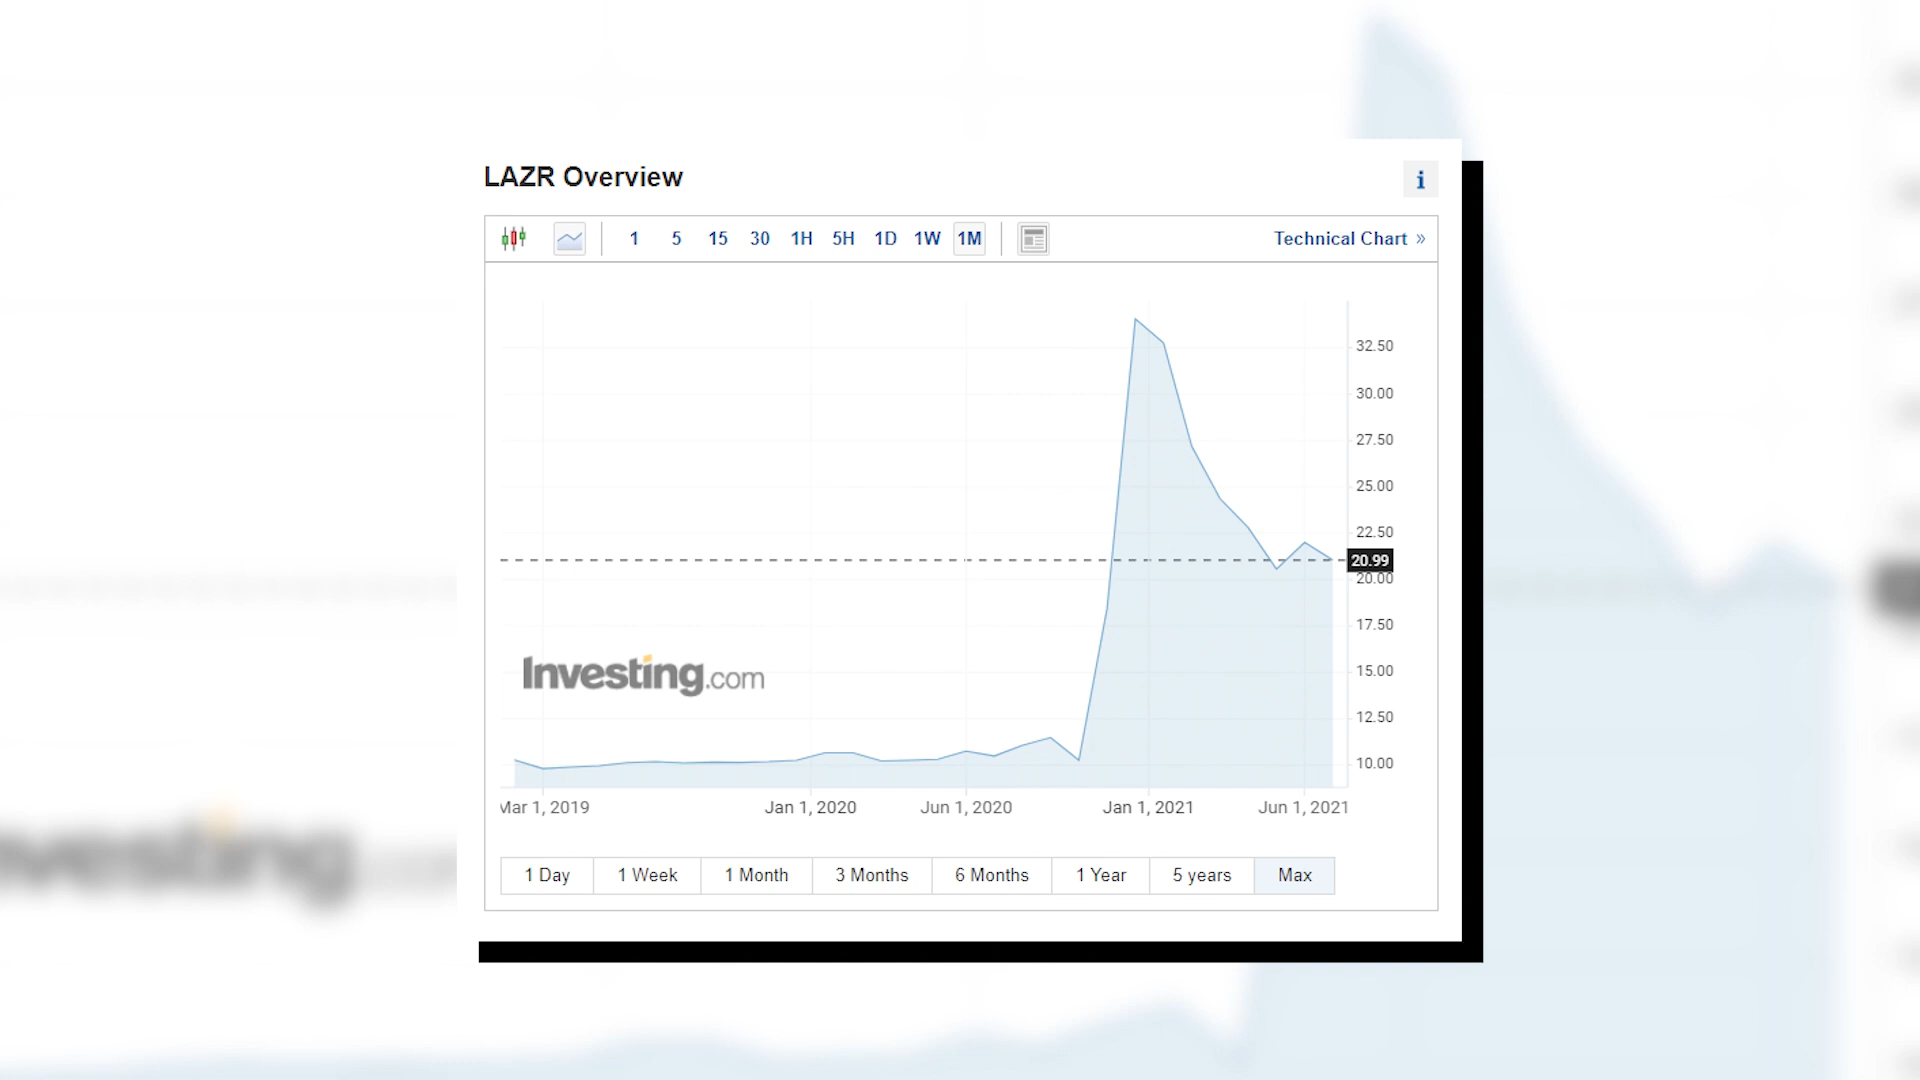 LAZR Overview
i
1 5 15 30 1H 5H 1D 1W 1M
Technical Chart »
32.50
30.00
27.50
25.00
22.50
20.99
20.00
17.50
15.00
12.50
10.00
Investing.com
Mar 1, 2019 Jan 1, 2020 Jun 1, 2020 Jan 1, 2021 Jun 1, 2021
1 Day 1 Week 1 Month 3 Months 6 Months 1 Year 5 years Max